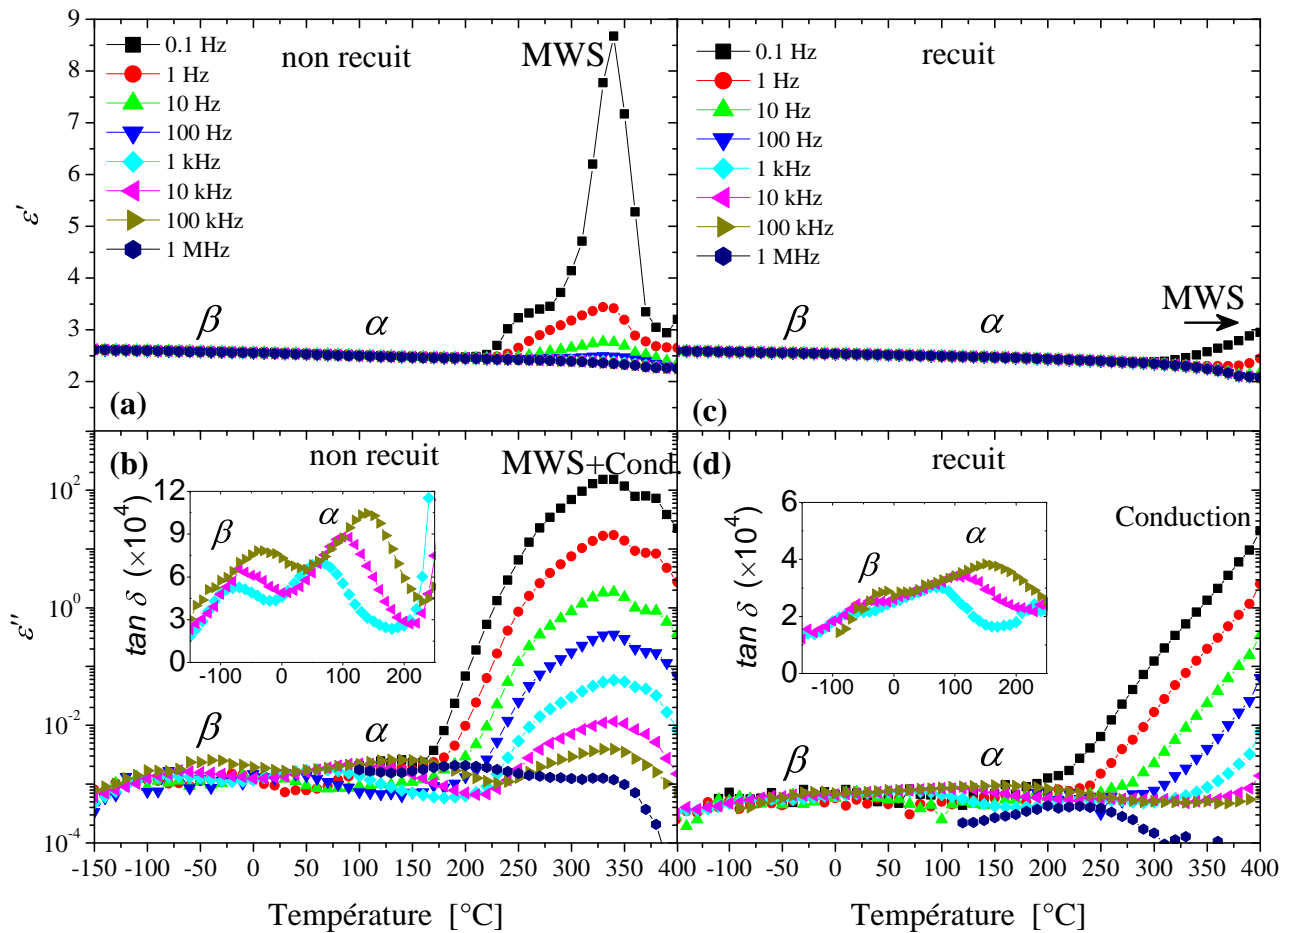 9
8
7
6
5
4
3
2
ε'
0.1 Hz
1 Hz
10 Hz
100 Hz
1 kHz
10 kHz
100 kHz
1 MHz
non recuit
MWS
β
α
(a)
0.1 Hz
1 Hz
10 Hz
100 Hz
1 kHz
10 kHz
100 kHz
1 MHz
recuit
MWS
β
α
(c)
(b)
non recuit
MWS+Cond.
10²
10⁰
10⁻²
10⁻⁴
ε''
tan δ (×10⁴)
12
9
6
3
0
β
α
-100
0
100
200
β
α
-150 -100 -50 0 50 100 150 200 250 300 350 400
Température [°C]
(d)
recuit
Conduction
tan δ (×10⁴)
6
4
2
0
β
α
-100
0
100
200
β
α
-100 -50 0 50 100 150 200 250 300 350 400
Température [°C]